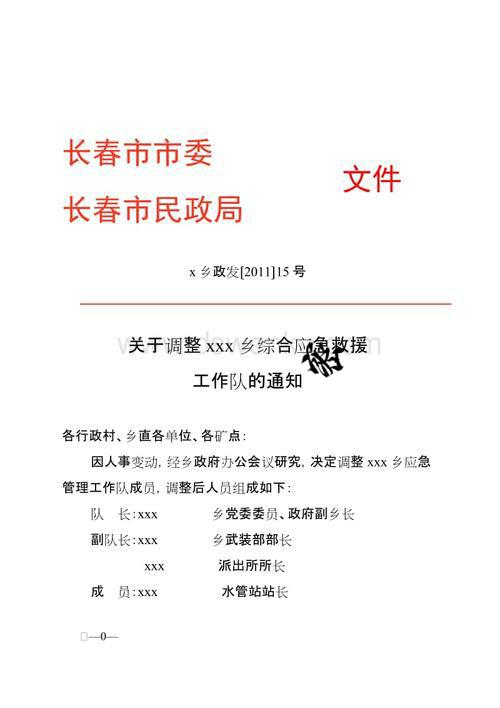 长春市市委
长春市民政局
文件
x 乡政发[2011]15 号
关于调整 xxx 乡综合应急救援
工作队的通知
各行政村、乡直各单位、各矿点：
因人事变动，经乡政府办公会议研究，决定调整 xxx 乡应急
管理工作队成员，调整后人员组成如下：
队 长:xxx 乡党委委员、政府副乡长
副队长:xxx 乡武装部部长
xxx 派出所所长
成 员:xxx 水管站站长
—0—